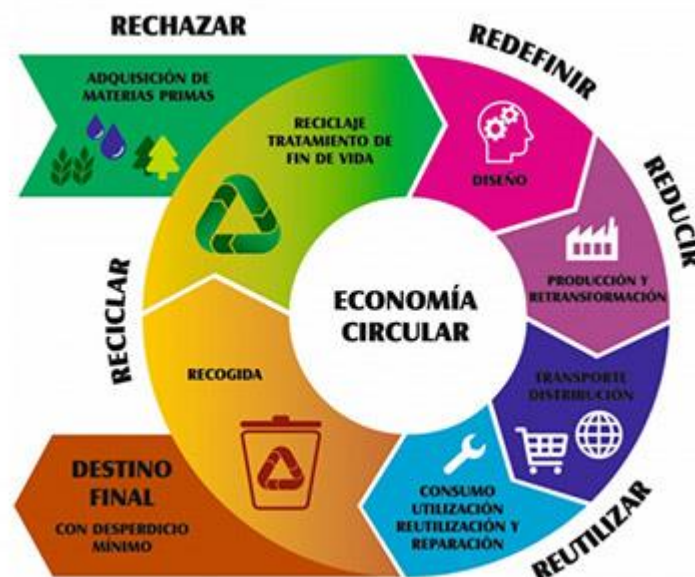 RECHAZAR
ADQUISICIÓN DE
MATERIAS PRIMAS
RECICLAJE
TRATAMIENTO DE
FIN DE VIDA
REDEFINIR
DISEÑO
REDUCIR
PRODUCCIÓN Y
RETRANSFORMACIÓN
ECONOMÍA
CIRCULAR
TRANSPORTE
DISTRIBUCIÓN
REUTILIZAR
CONSUMO
UTILIZACIÓN
REUTILIZACIÓN Y
REPARACIÓN
RECICLAR
RECOGIDA
DESTINO
FINAL
CON DESPERDICIO
MÍNIMO